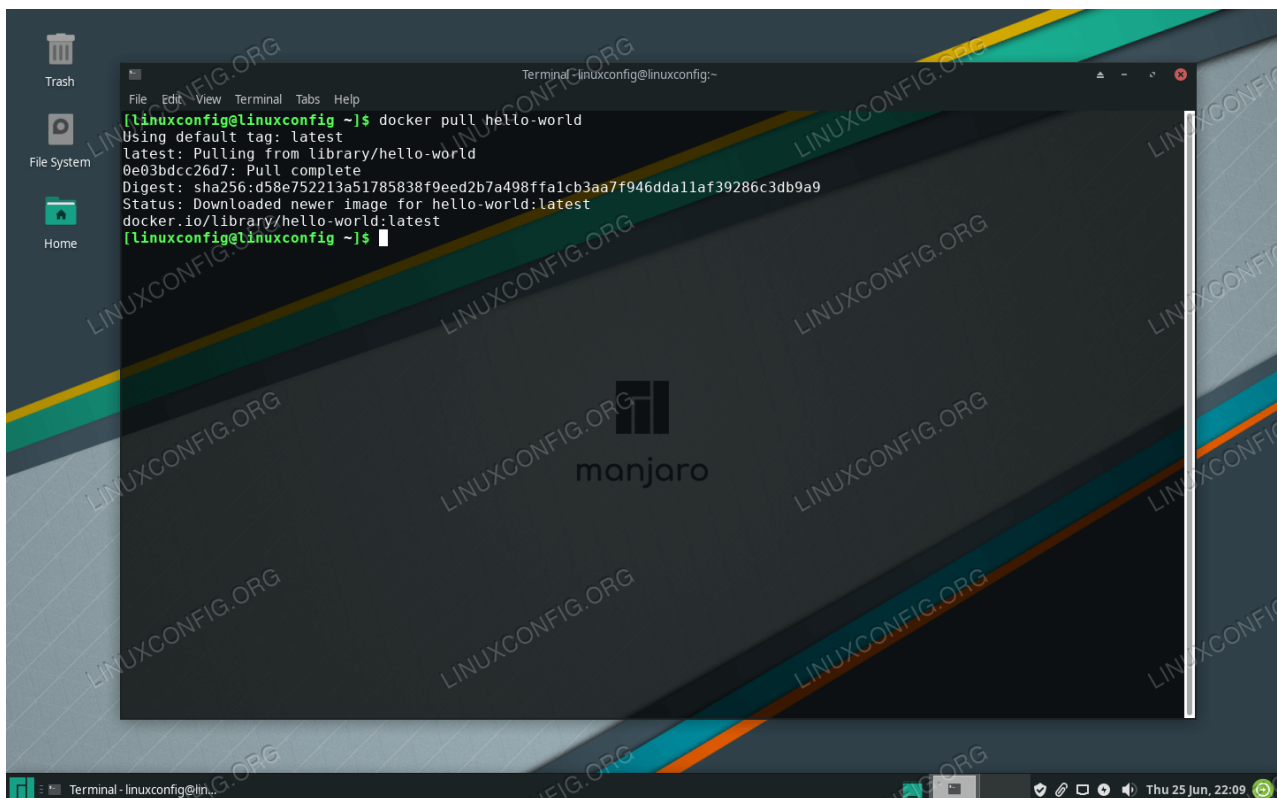 Trash
File System
Home
Terminal - linuxconfig@linuxconfig:~
File Edit View Terminal Tabs Help
[linuxconfig@linuxconfig ~]$ docker pull hello-world
Using default tag: latest
latest: Pulling from library/hello-world
0e03bdcc26d7: Pull complete
Digest: sha256:d58e752213a51785838f9eed2b7a498ffa1cb3aa7f946dda11af39286c3db9a9
Status: Downloaded newer image for hello-world:latest
docker.io/library/hello-world:latest
[linuxconfig@linuxconfig ~]$
manjaro
LINUXCONFIG.ORG
Terminal - linuxconfig@lin...
Thu 25 Jun, 22:09